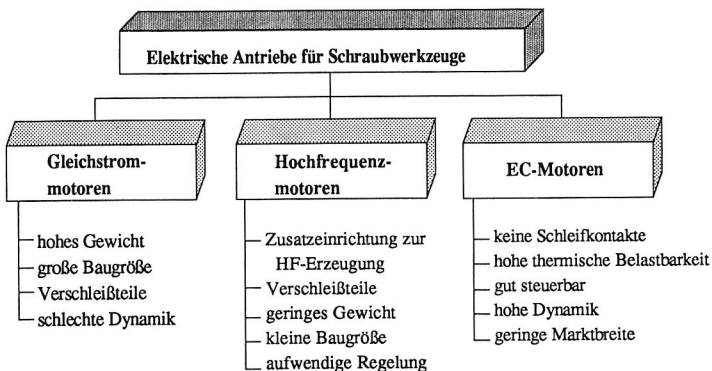 Elektrische Antriebe für Schraubwerkzeuge
Gleichstrom-
motoren
hohes Gewicht
große Baugröße
Verschleißteile
schlechte Dynamik
Hochfrequenz-
motoren
Zusatzeinrichtung zur
HF-Erzeugung
Verschleißteile
geringes Gewicht
kleine Baugröße
aufwendige Regelung
EC-Motoren
keine Schleifkontakte
hohe thermische Belastbarkeit
gut steuerbar
hohe Dynamik
geringe Marktbreite